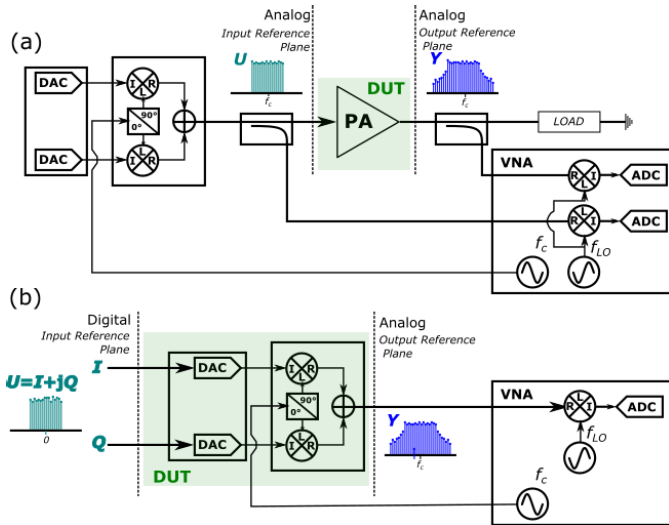 (a)
Analog
Input Reference
Plane
Analog
Output Reference
Plane
U
Y
f_c
f_c
DUT
DAC
I R
L
90°
0°
L
I R
DAC
PA
LOAD
VNA
R I
L
ADC
R I
L
ADC
f_c
f_LO
(b)
Digital
Input Reference
Plane
Analog
Output Reference
Plane
I
U=I+jQ
0
Q
DAC
I R
L
90°
0°
L
I R
DAC
DUT
Y
f_c
VNA
R I
L
ADC
f_LO
f_c